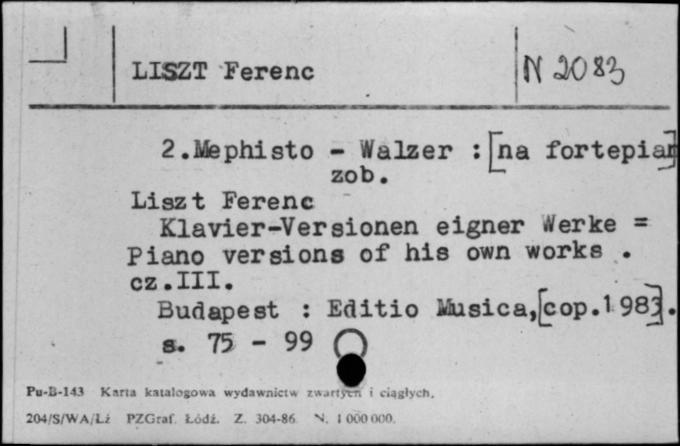 LISZT Ferenc
N 2083
2.Mephisto - Walzer : [na fortepian]
zob.
Liszt Ferenc
Klavier-Versionen eigner Werke =
Piano versions of his own works .
cz.III.
Budapest : Editio Musica,[cop.1983].
s. 75 - 99
Pu-B-143 Karta katalogowa wydawnictw zwartych i ciągłych.
204/S/WA/Łż PZGraf. Łódź. Z. 304-86 N. 1 000 000.